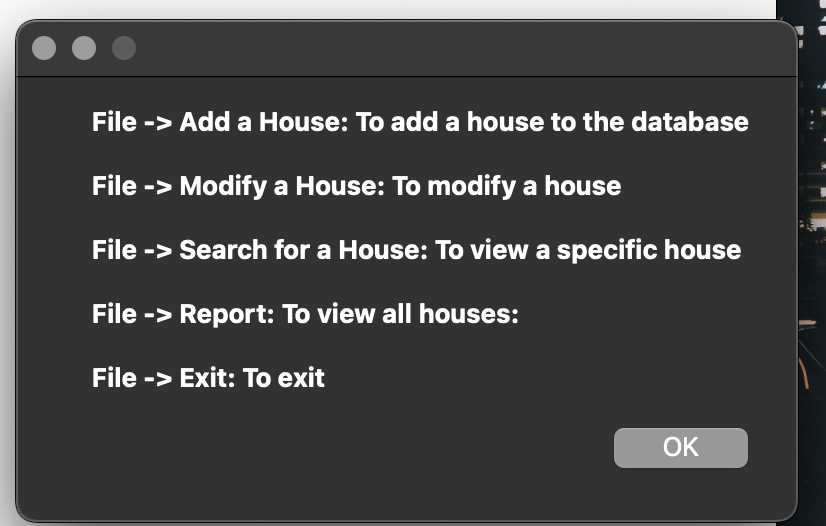 File -> Add a House: To add a house to the database
File -> Modify a House: To modify a house
File -> Search for a House: To view a specific house
File -> Report: To view all houses:
File -> Exit: To exit
OK